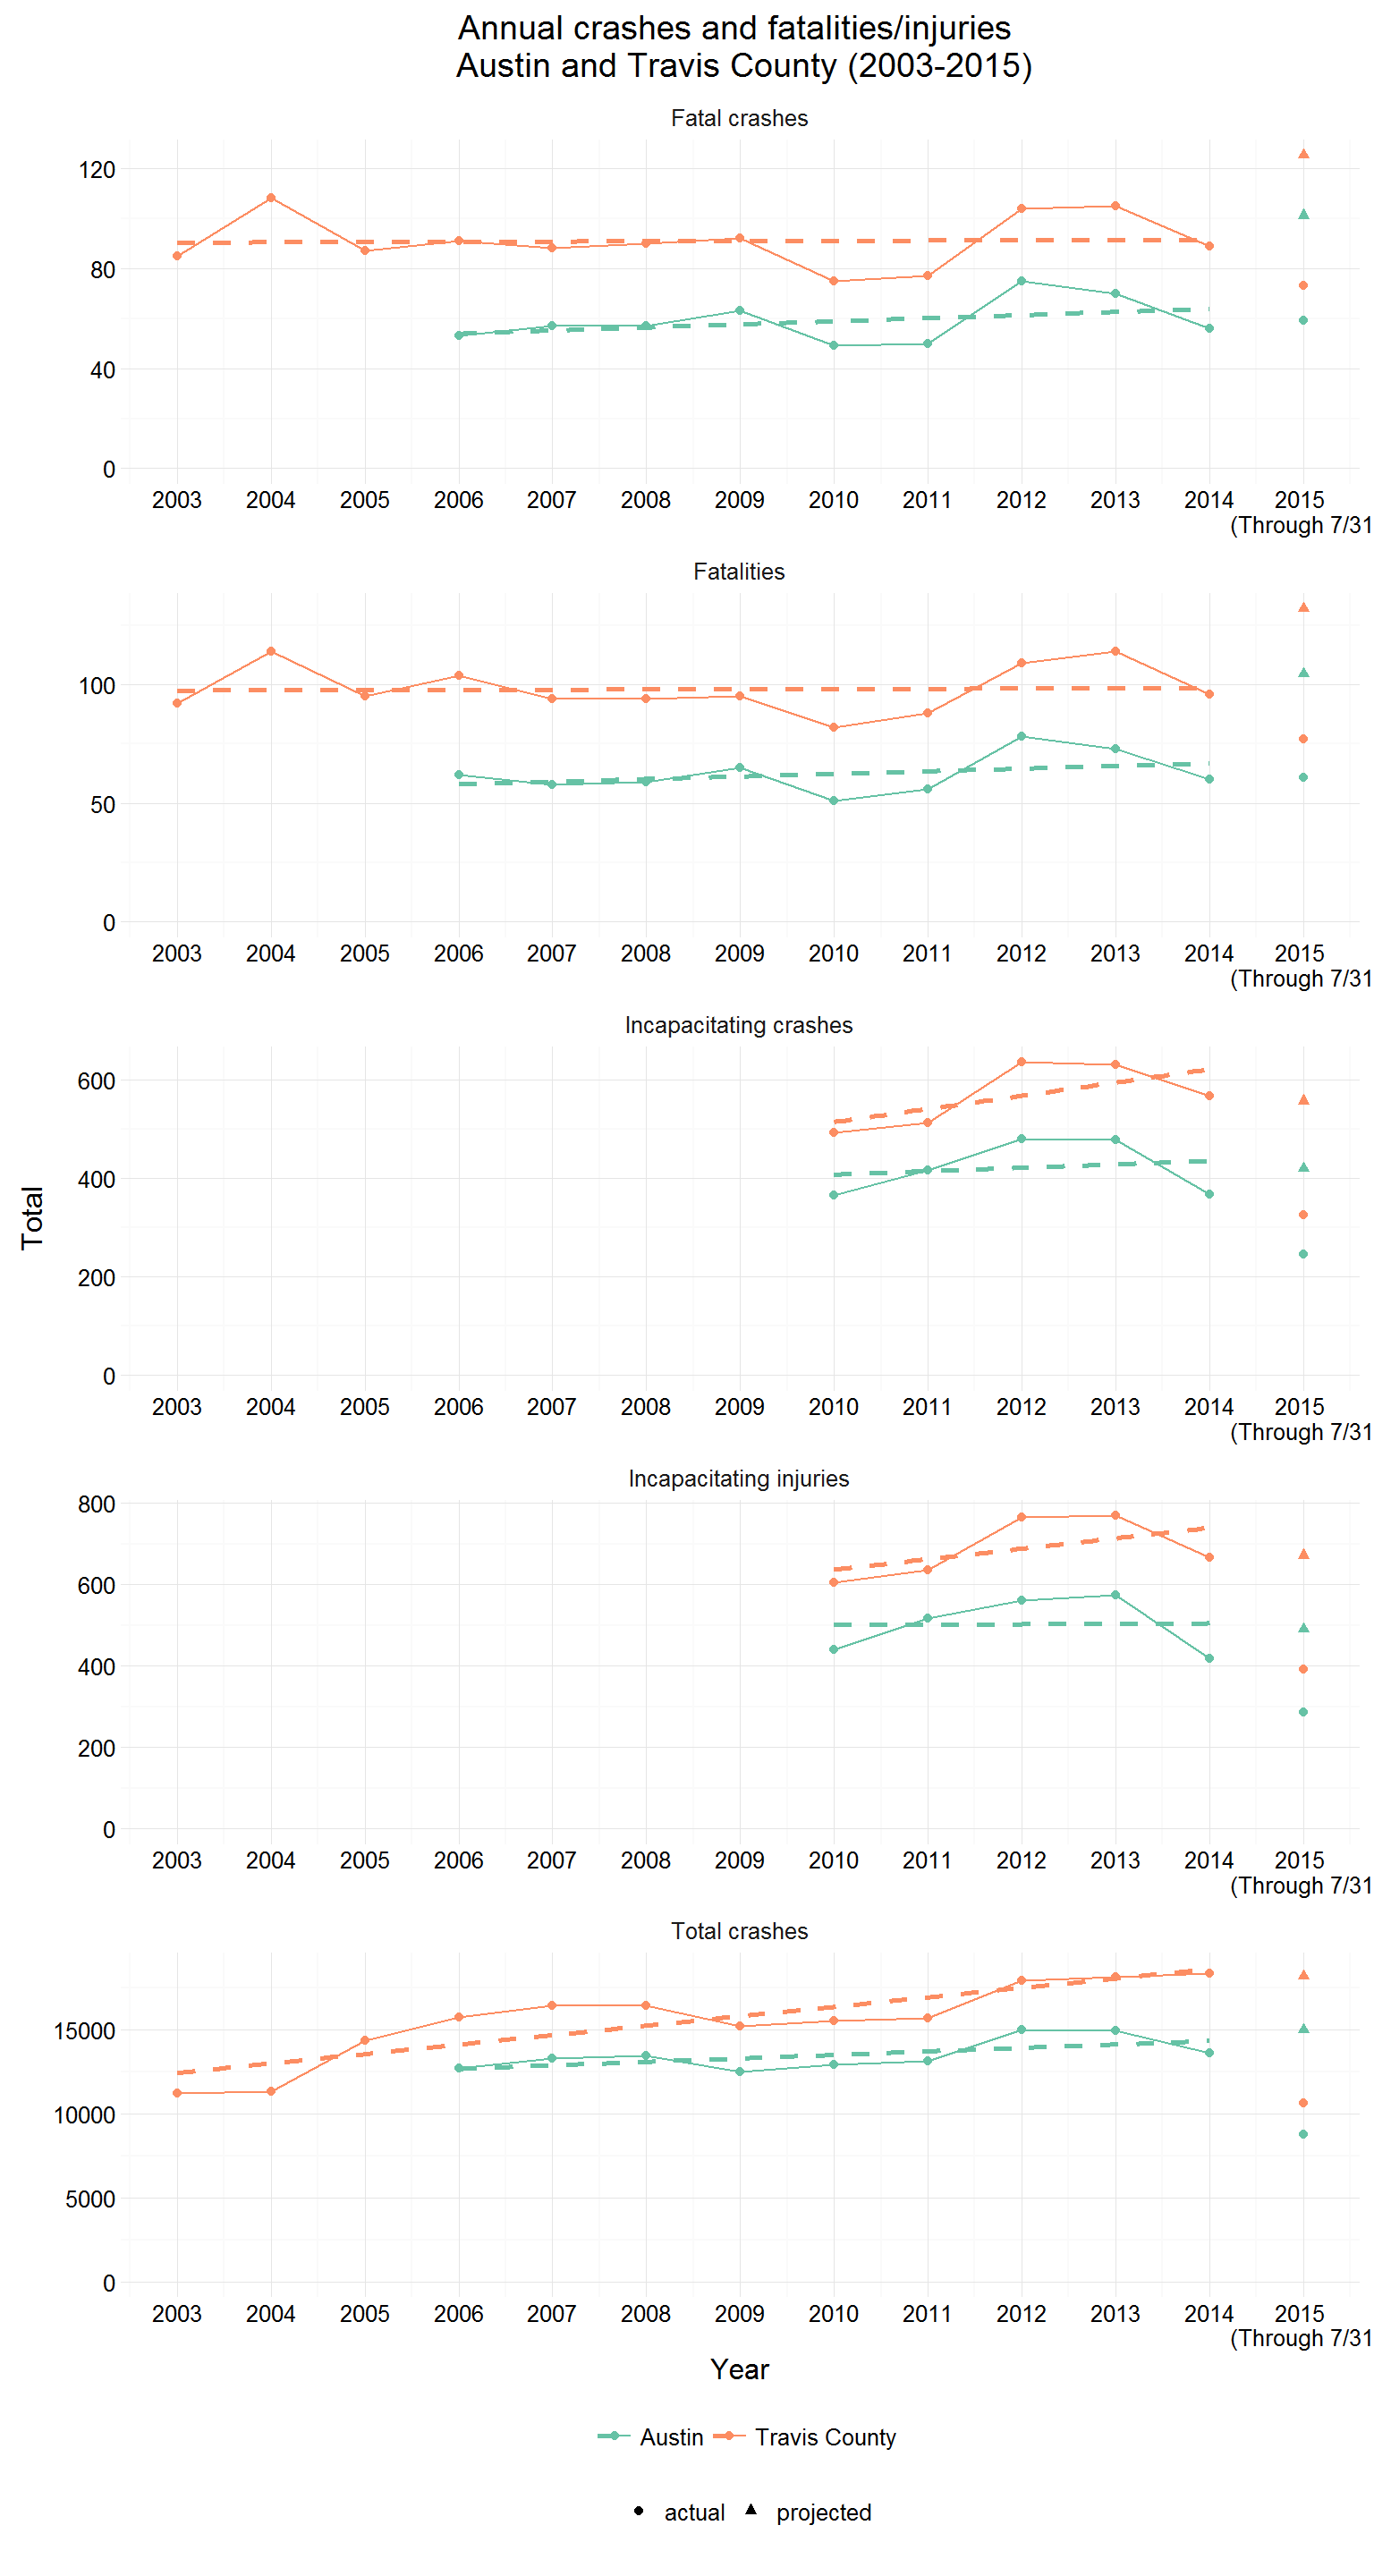 Annual crashes and fatalities/injuries
Austin and Travis County (2003-2015)
Fatal crashes
120
80
40
0
2003 2004 2005 2006 2007 2008 2009 2010 2011 2012 2013 2014 2015
(Through 7/31
Fatalities
100
50
0
2003 2004 2005 2006 2007 2008 2009 2010 2011 2012 2013 2014 2015
(Through 7/31
Incapacitating crashes
600
400
200
0
2003 2004 2005 2006 2007 2008 2009 2010 2011 2012 2013 2014 2015
(Through 7/31
Total
Incapacitating injuries
800
600
400
200
0
2003 2004 2005 2006 2007 2008 2009 2010 2011 2012 2013 2014 2015
(Through 7/31
Total crashes
15000
10000
5000
0
2003 2004 2005 2006 2007 2008 2009 2010 2011 2012 2013 2014 2015
(Through 7/31
Year
Austin Travis County
actual projected